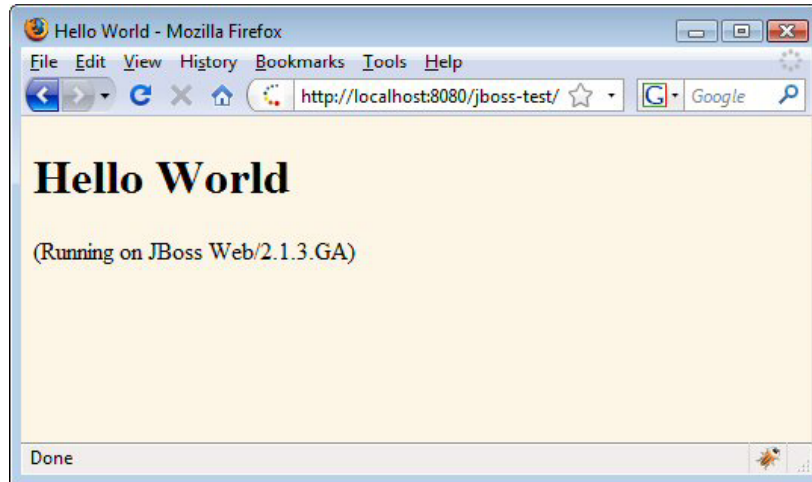 Hello World - Mozilla Firefox
File Edit View History Bookmarks Tools Help
http://localhost:8080/jboss-test/ G Google
Hello World
(Running on JBoss Web/2.1.3.GA)
Done